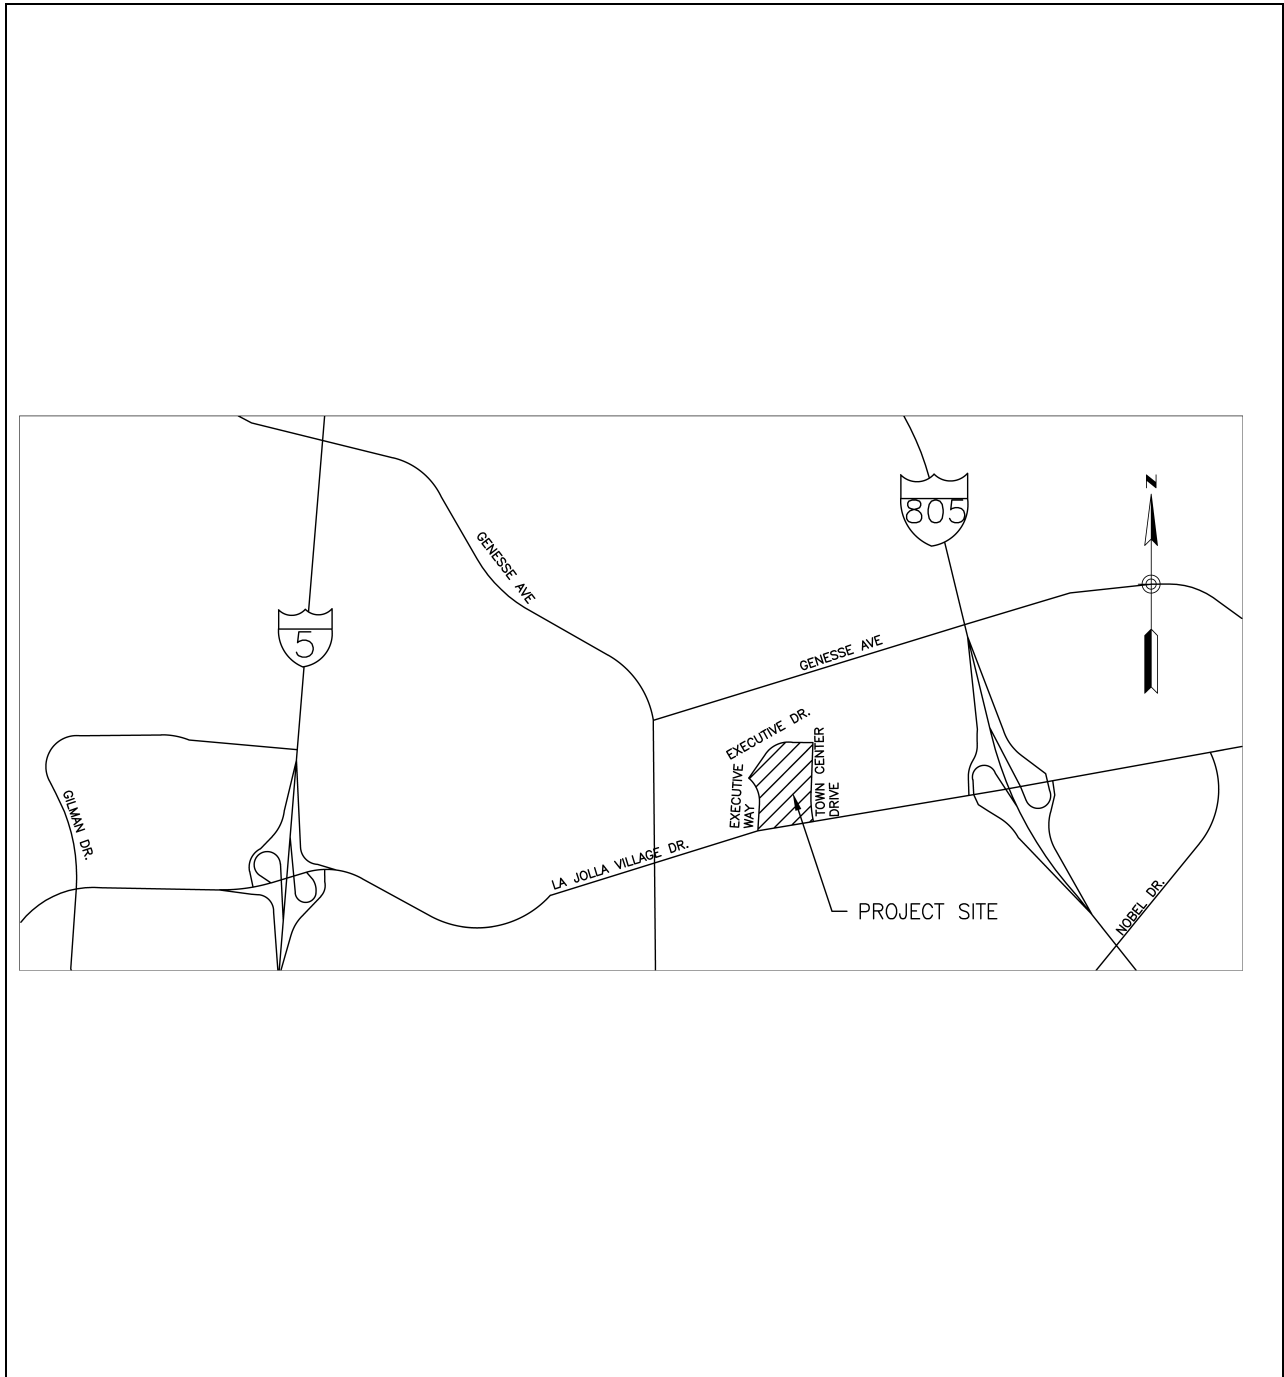 N
805
GENESSE AVE
5
GENESSE AVE
EXECUTIVE DR.
EXECUTIVE
WAY
TOWN CENTER
DRIVE
GILMAN DR.
LA JOLLA VILLAGE DR.
PROJECT SITE
NOBEL DR.